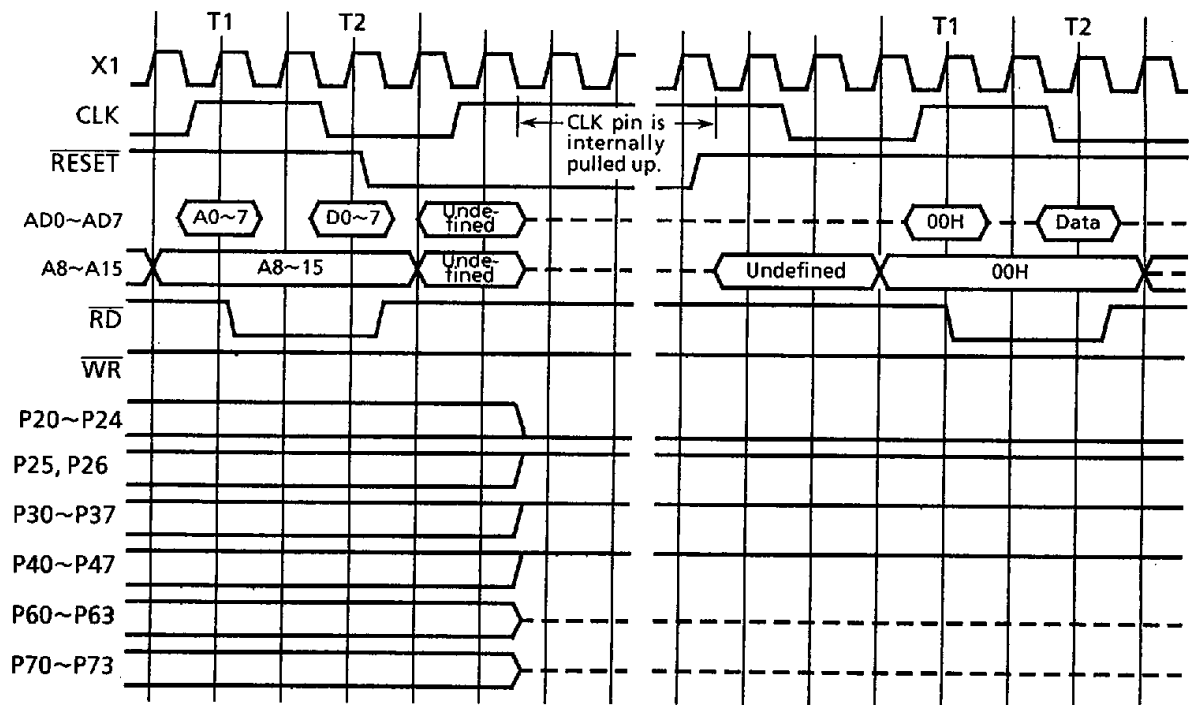 T1 T2 T1 T2
X1
CLK
CLK pin is
internally
pulled up.
RESET
AD0~AD7 A0~7 D0~7 Unde-
fined 00H Data
A8~A15 A8~15 Unde-
fined Undefined 00H
RD
WR
P20~P24
P25, P26
P30~P37
P40~P47
P60~P63
P70~P73